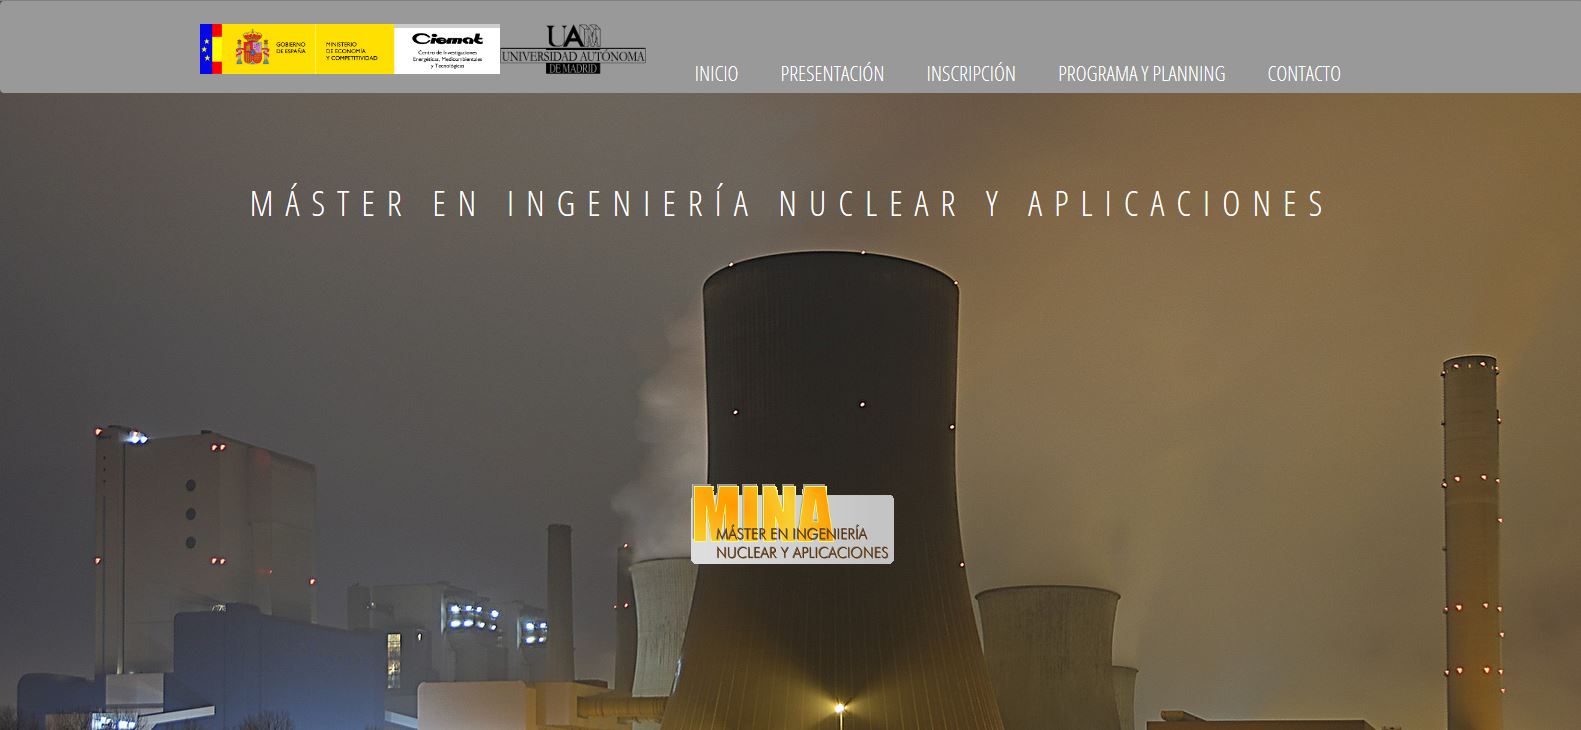 GOBIERNO
DE ESPAÑA
MINISTERIO
DE ECONOMÍA
Y COMPETITIVIDAD
Ciemat
Centro de Investigaciones
Energéticas, Medioambientales
y Tecnológicas
UA
UNIVERSIDAD AUTÓNOMA
DE MADRID
INICIO PRESENTACIÓN INSCRIPCIÓN PROGRAMA Y PLANNING CONTACTO
MÁSTER EN INGENIERÍA NUCLEAR Y APLICACIONES
MINA
MÁSTER EN INGENIERÍA
NUCLEAR Y APLICACIONES